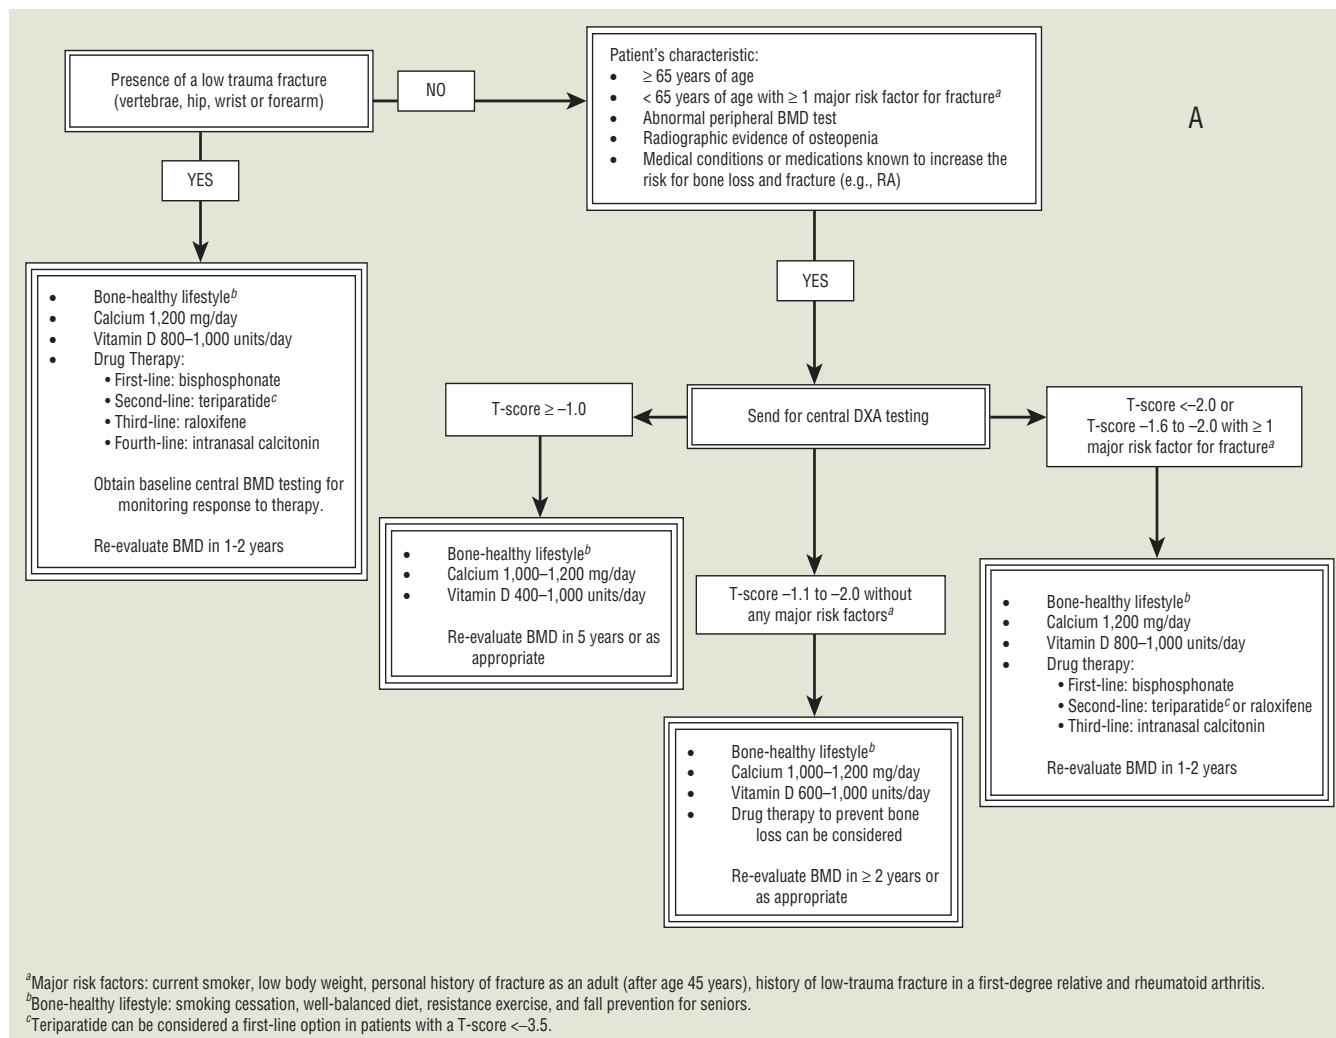 Presence of a low trauma fracture
(vertebrae, hip, wrist or forearm)
NO
Patient’s characteristic:
• ≥ 65 years of age
• < 65 years of age with ≥ 1 major risk factor for fractureᵃ
• Abnormal peripheral BMD test
• Radiographic evidence of osteopenia
• Medical conditions or medications known to increase the
risk for bone loss and fracture (e.g., RA)
A
YES
• Bone-healthy lifestyleᵇ
• Calcium 1,200 mg/day
• Vitamin D 800–1,000 units/day
• Drug Therapy:
• First-line: bisphosphonate
• Second-line: teriparatideᶜ
• Third-line: raloxifene
• Fourth-line: intranasal calcitonin
Obtain baseline central BMD testing for
monitoring response to therapy.
Re-evaluate BMD in 1-2 years
YES
Send for central DXA testing
T-score ≥ –1.0
• Bone-healthy lifestyleᵇ
• Calcium 1,000–1,200 mg/day
• Vitamin D 400–1,000 units/day
Re-evaluate BMD in 5 years or as
appropriate
T-score –1.1 to –2.0 without
any major risk factorsᵃ
• Bone-healthy lifestyleᵇ
• Calcium 1,000–1,200 mg/day
• Vitamin D 600–1,000 units/day
• Drug therapy to prevent bone
loss can be considered
Re-evaluate BMD in ≥ 2 years or
as appropriate
T-score <–2.0 or
T-score –1.6 to –2.0 with ≥ 1
major risk factor for fractureᵃ
• Bone-healthy lifestyleᵇ
• Calcium 1,200 mg/day
• Vitamin D 800–1,000 units/day
• Drug therapy:
• First-line: bisphosphonate
• Second-line: teriparatideᶜ or raloxifene
• Third-line: intranasal calcitonin
Re-evaluate BMD in 1-2 years
ᵃMajor risk factors: current smoker, low body weight, personal history of fracture as an adult (after age 45 years), history of low-trauma fracture in a first-degree relative and rheumatoid arthritis.
ᵇBone-healthy lifestyle: smoking cessation, well-balanced diet, resistance exercise, and fall prevention for seniors.
ᶜTeriparatide can be considered a first-line option in patients with a T-score <–3.5.